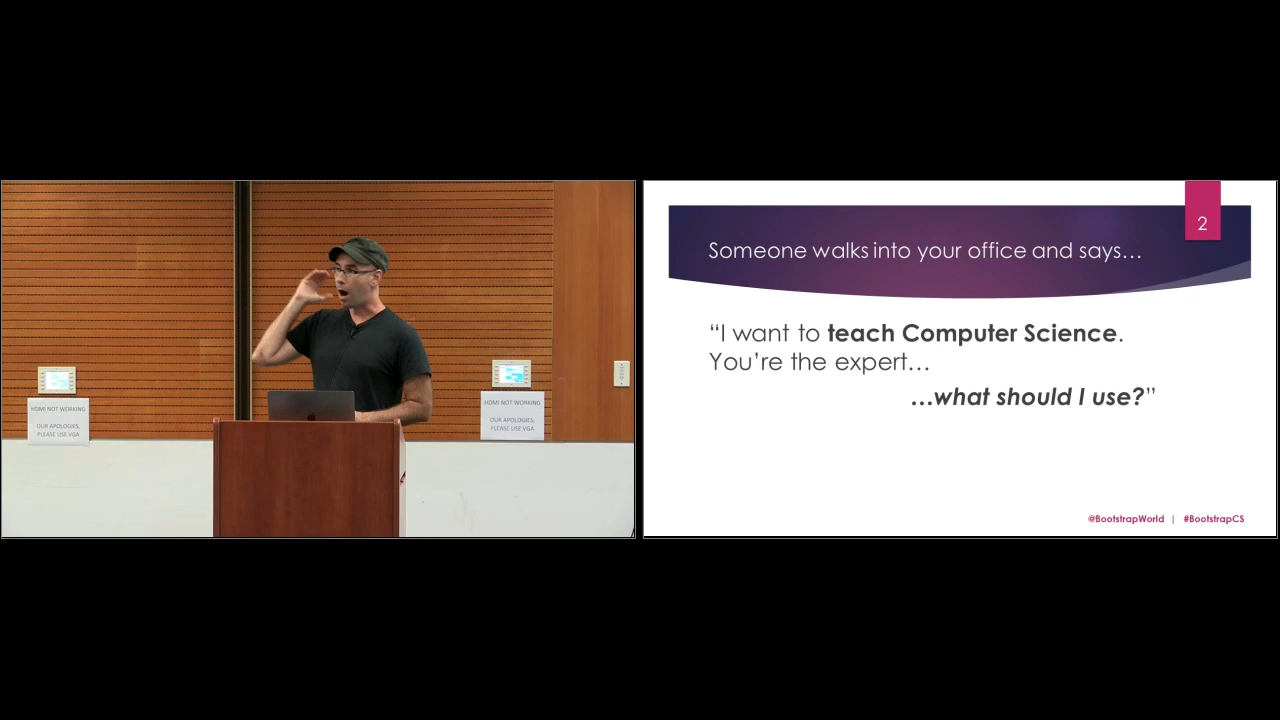 HDMI NOT WORKING
OUR APOLOGIES,
PLEASE USE VGA
HDMI NOT WORKING
OUR APOLOGIES,
PLEASE USE VGA
2
Someone walks into your office and says…
“I want to teach Computer Science.
You’re the expert…
…what should I use?”
@BootstrapWorld | #BootstrapCS